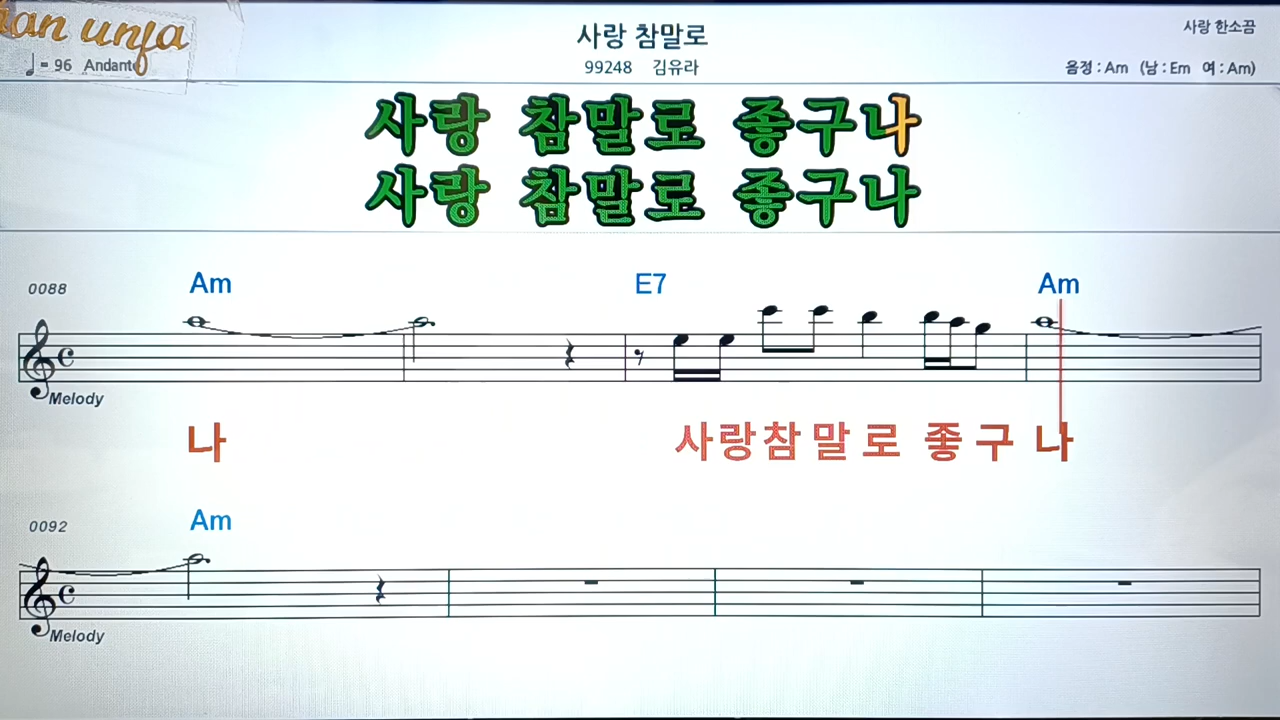 사랑 한소끔
사랑 참말로
♩= 96 Andante
99248 김유라
음정 : Am (남 : Em 여 : Am)
사랑 참말로 좋구나
사랑 참말로 좋구나
0088 Am E7 Am
Melody
나 사랑참말로 좋구 나
0092 Am
Melody